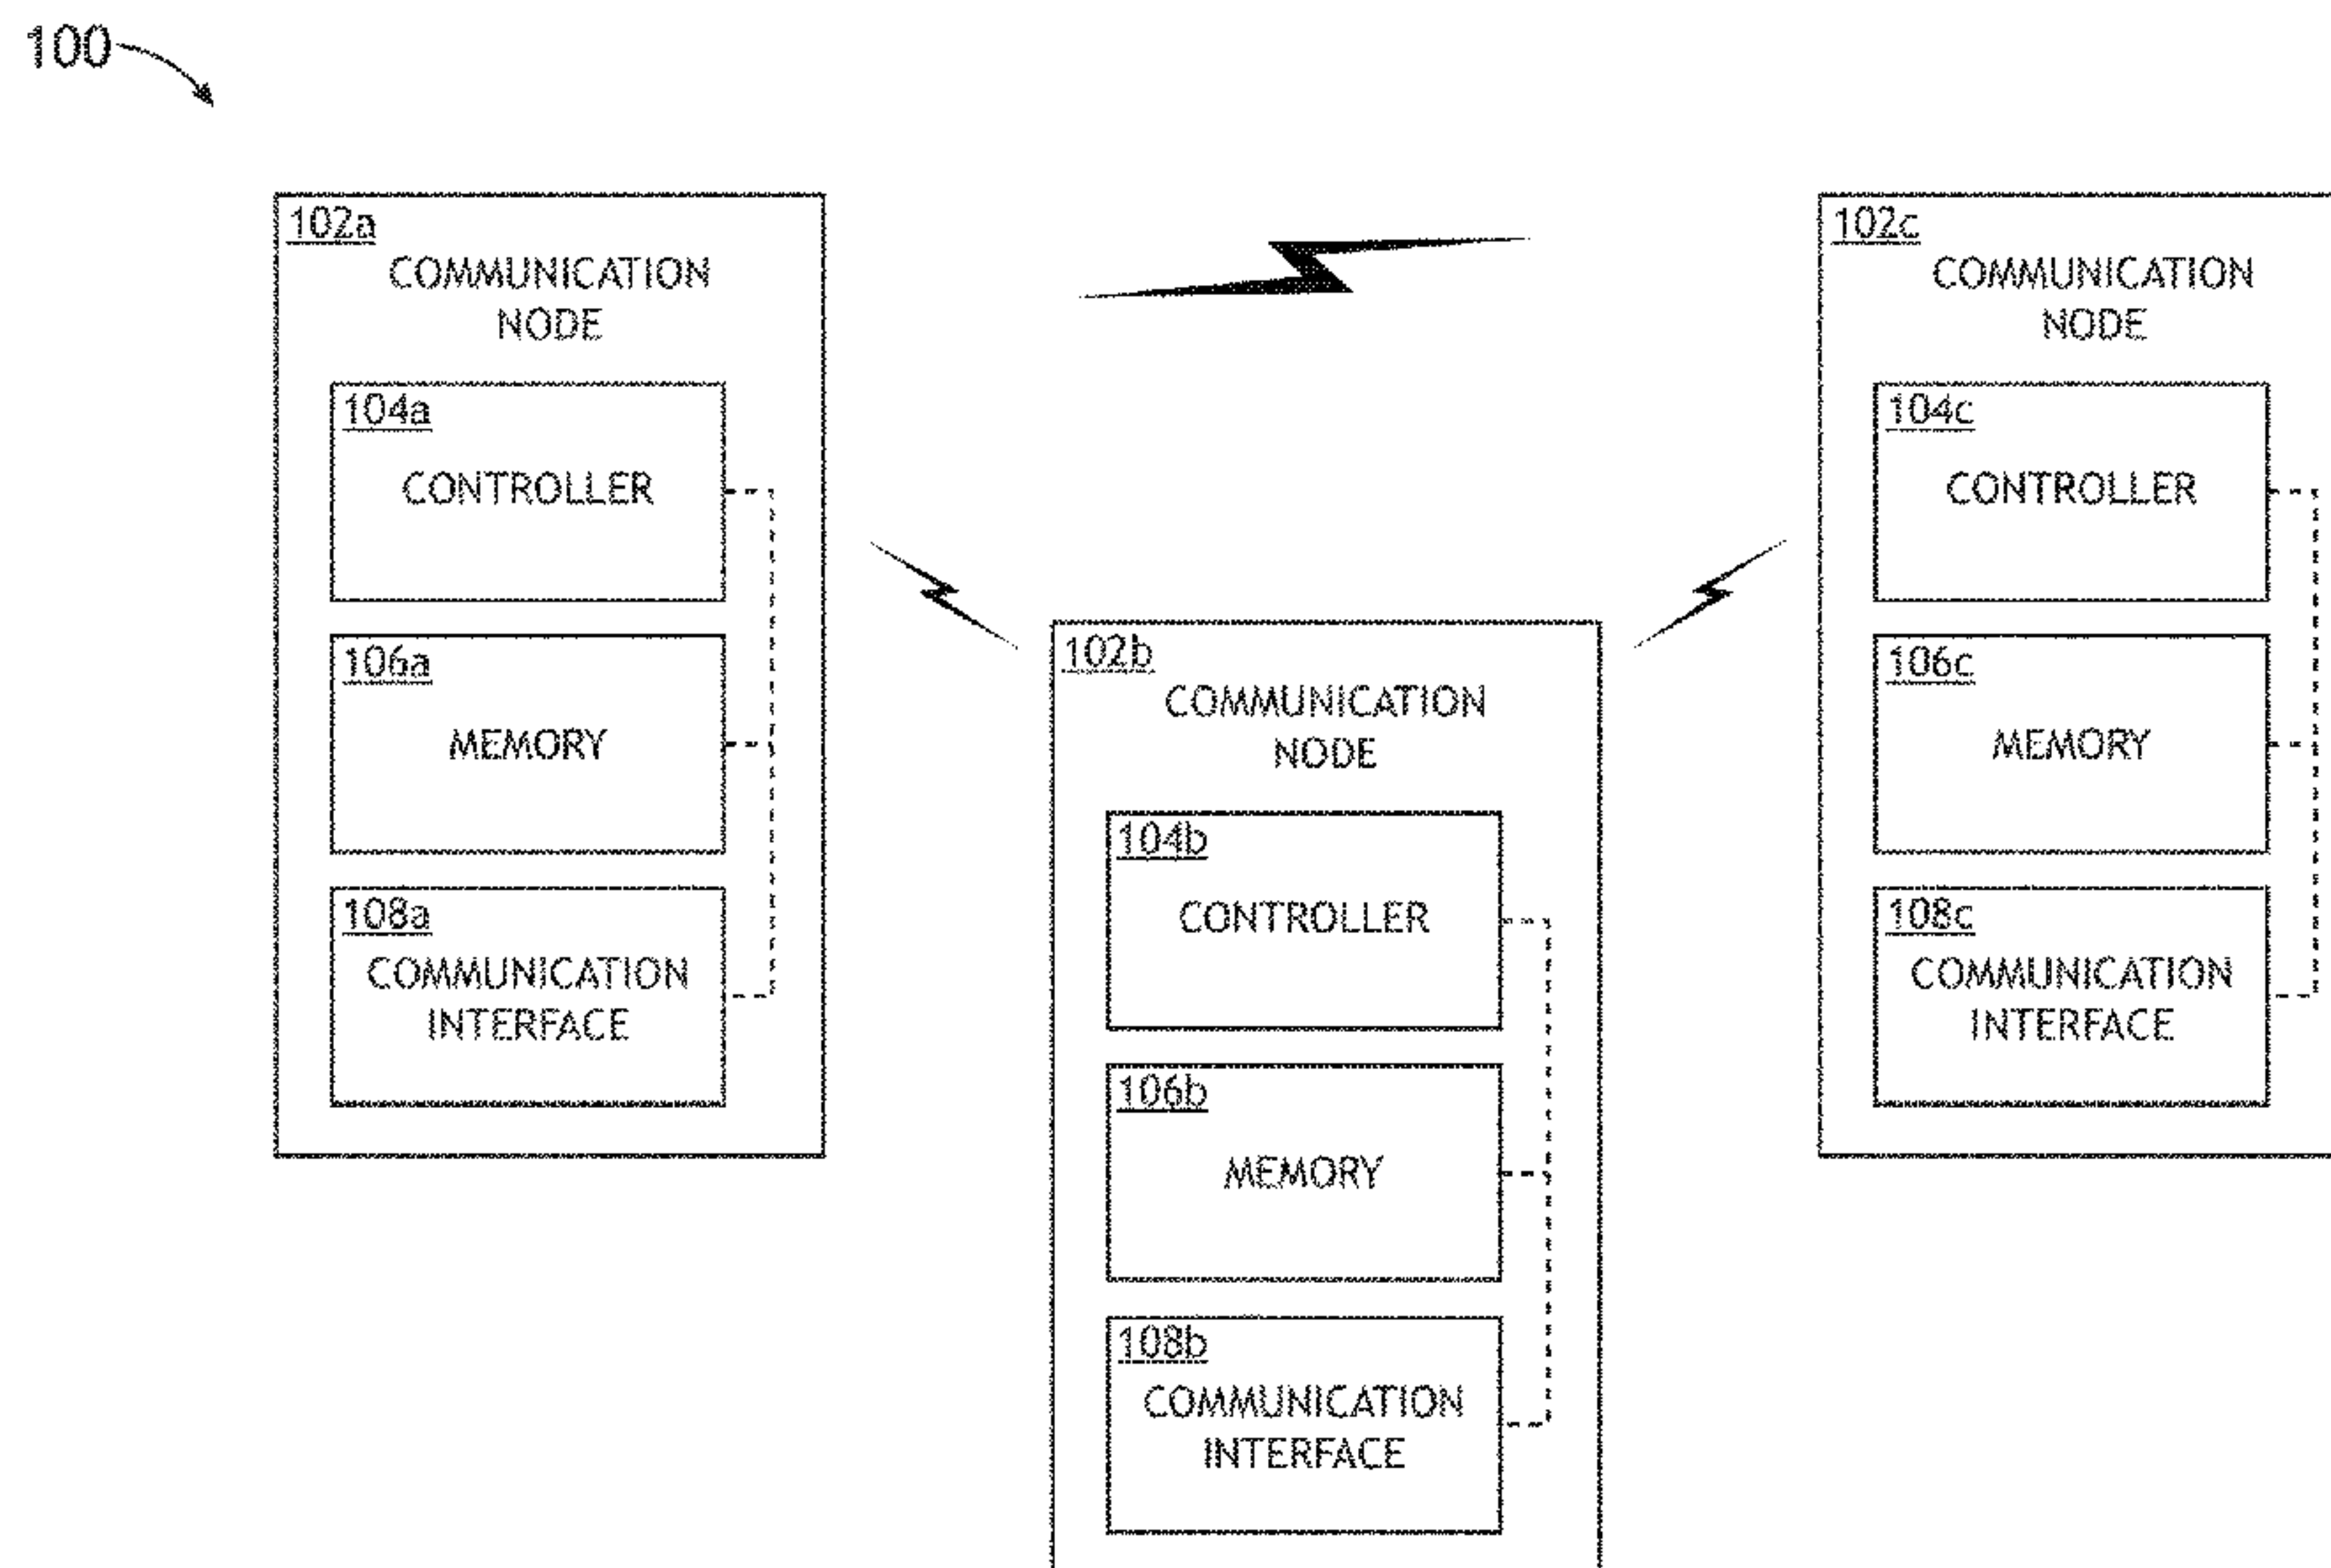 100
102a
COMMUNICATION
NODE
104a
CONTROLLER
106a
MEMORY
108a
COMMUNICATION
INTERFACE
102b
COMMUNICATION
NODE
104b
CONTROLLER
106b
MEMORY
108b
COMMUNICATION
INTERFACE
102c
COMMUNICATION
NODE
104c
CONTROLLER
106c
MEMORY
108c
COMMUNICATION
INTERFACE